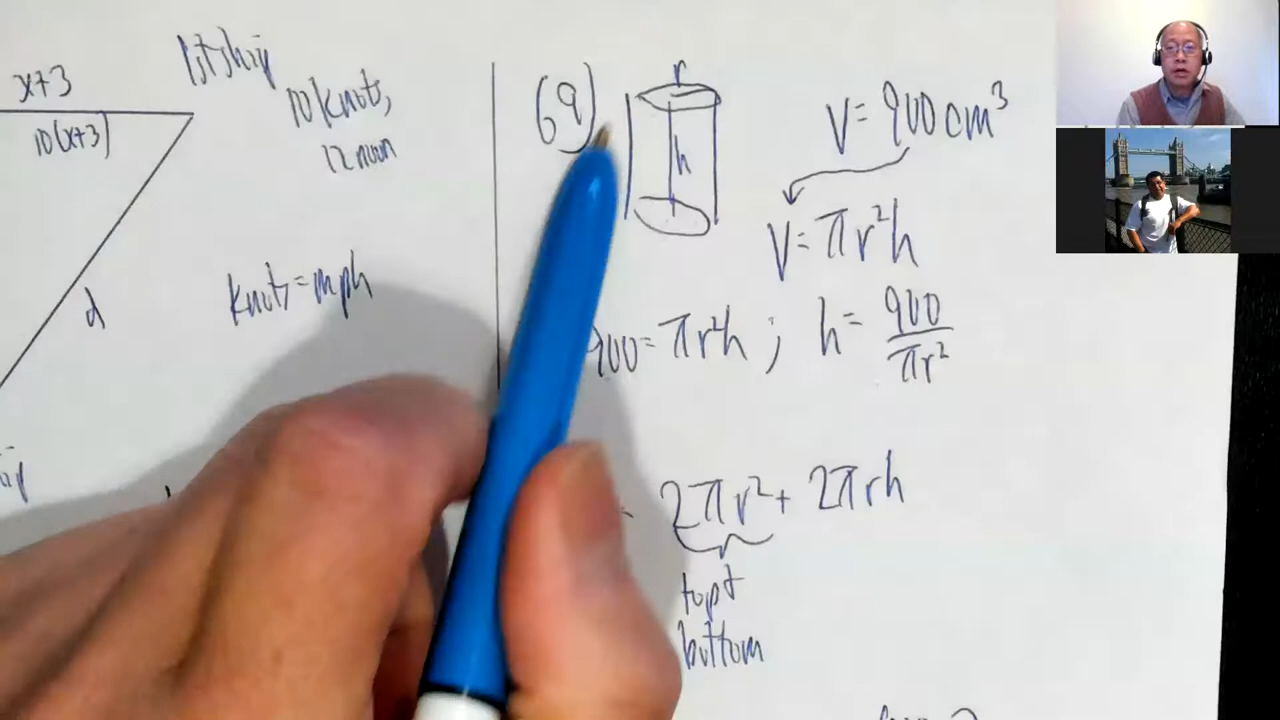 x+3
10(x+3)
1st ship
10 knots,
12 noon
knots = mph
d
(69)
r
h
V = 900 cm³
V = πr²h
900 = πr²h ; h = 900/πr²
2πr² + 2πrh
top +
bottom